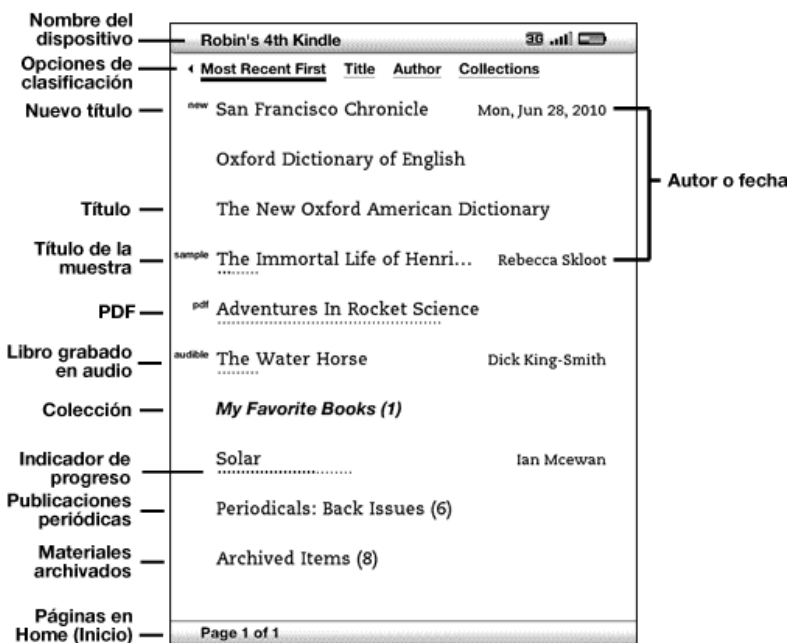 Nombre del
dispositivo
Robin's 4th Kindle
3G
Opciones de
clasificación
Most Recent First Title Author Collections
Nuevo título
new San Francisco Chronicle Mon, Jun 28, 2010
Oxford Dictionary of English
Autor o fecha
Título
The New Oxford American Dictionary
Título de la
muestra
sample The Immortal Life of Henri... Rebecca Skloot
PDF
pdf Adventures In Rocket Science
Libro grabado
en audio
audible The Water Horse Dick King-Smith
Colección
My Favorite Books (1)
Indicador de
progreso
Solar Ian Mcewan
Publicaciones
periódicas
Periodicals: Back Issues (6)
Materiales
archivados
Archived Items (8)
Páginas en
Home (Inicio)
Page 1 of 1